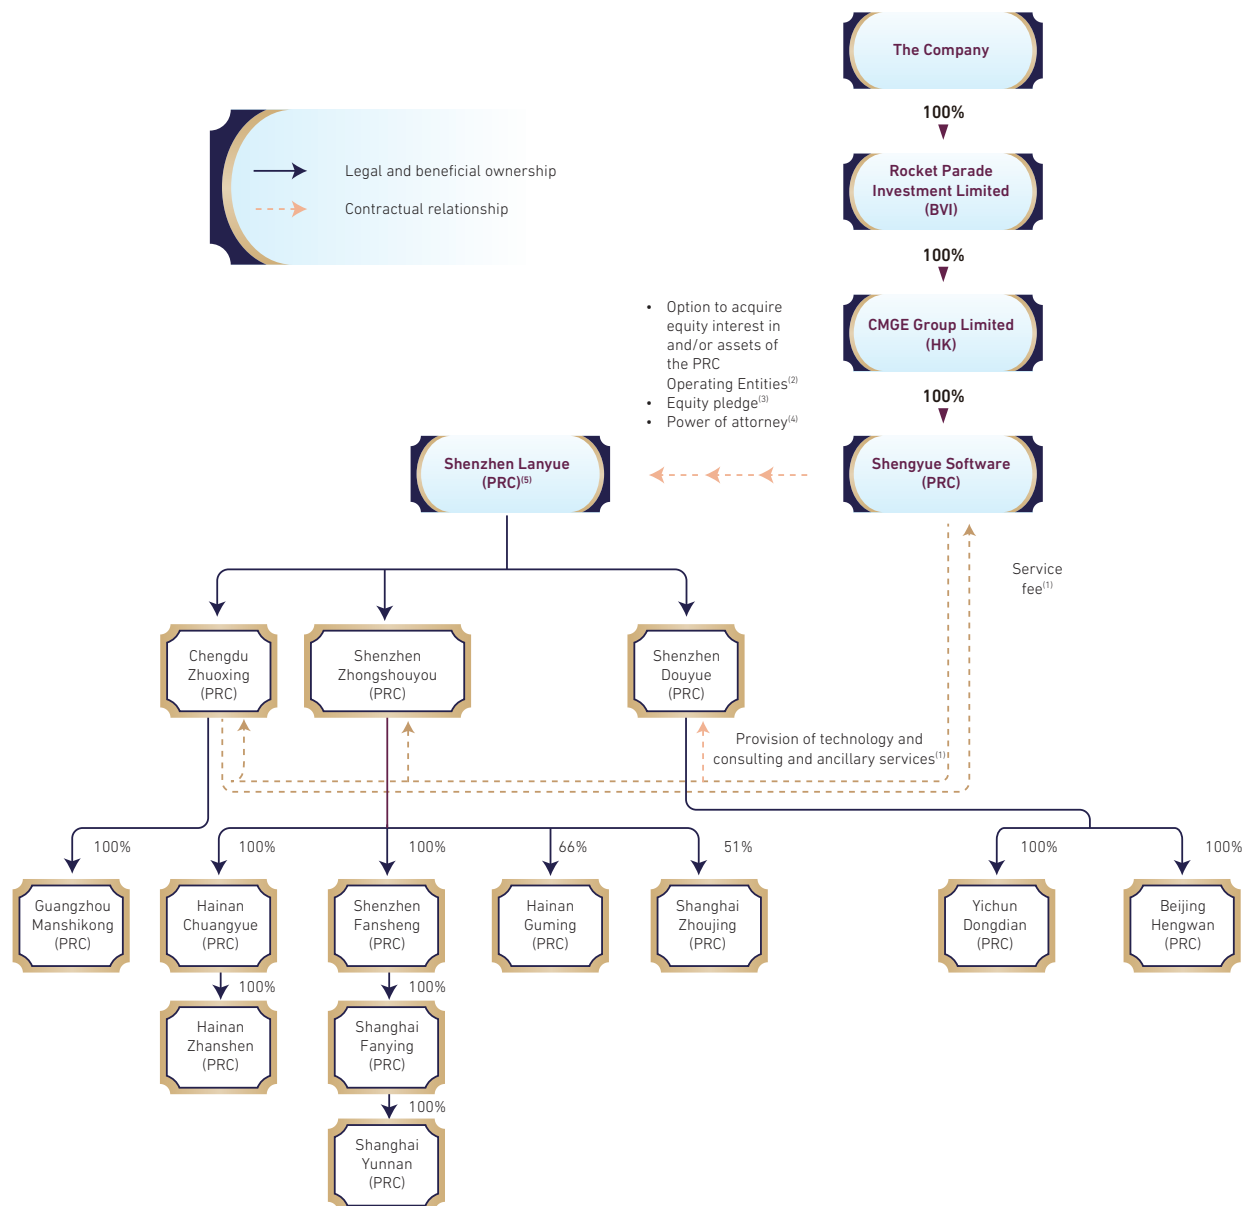 The Company
100%
Rocket Parade
Investment Limited
(BVI)
Legal and beneficial ownership
Contractual relationship
100%
• Option to acquire
equity interest in
and/or assets of
the PRC
Operating Entities(2)
• Equity pledge(3)
• Power of attorney(4)
CMGE Group Limited
(HK)
100%
Shenzhen Lanyue
(PRC)(5)
Shengyue Software
(PRC)
Service
fee(1)
Chengdu
Zhuoxing
(PRC)
Shenzhen
Zhongshouyou
(PRC)
Shenzhen
Douyue
(PRC)
Provision of technology and
consulting and ancillary services(1)
100%
100%
100%
66%
51%
100%
100%
Guangzhou
Manshikong
(PRC)
Hainan
Chuangyue
(PRC)
Shenzhen
Fansheng
(PRC)
Hainan
Guming
(PRC)
Shanghai
Zhoujing
(PRC)
Yichun
Dongdian
(PRC)
Beijing
Hengwan
(PRC)
100%
100%
Hainan
Zhanshen
(PRC)
Shanghai
Fanying
(PRC)
100%
Shanghai
Yunnan
(PRC)